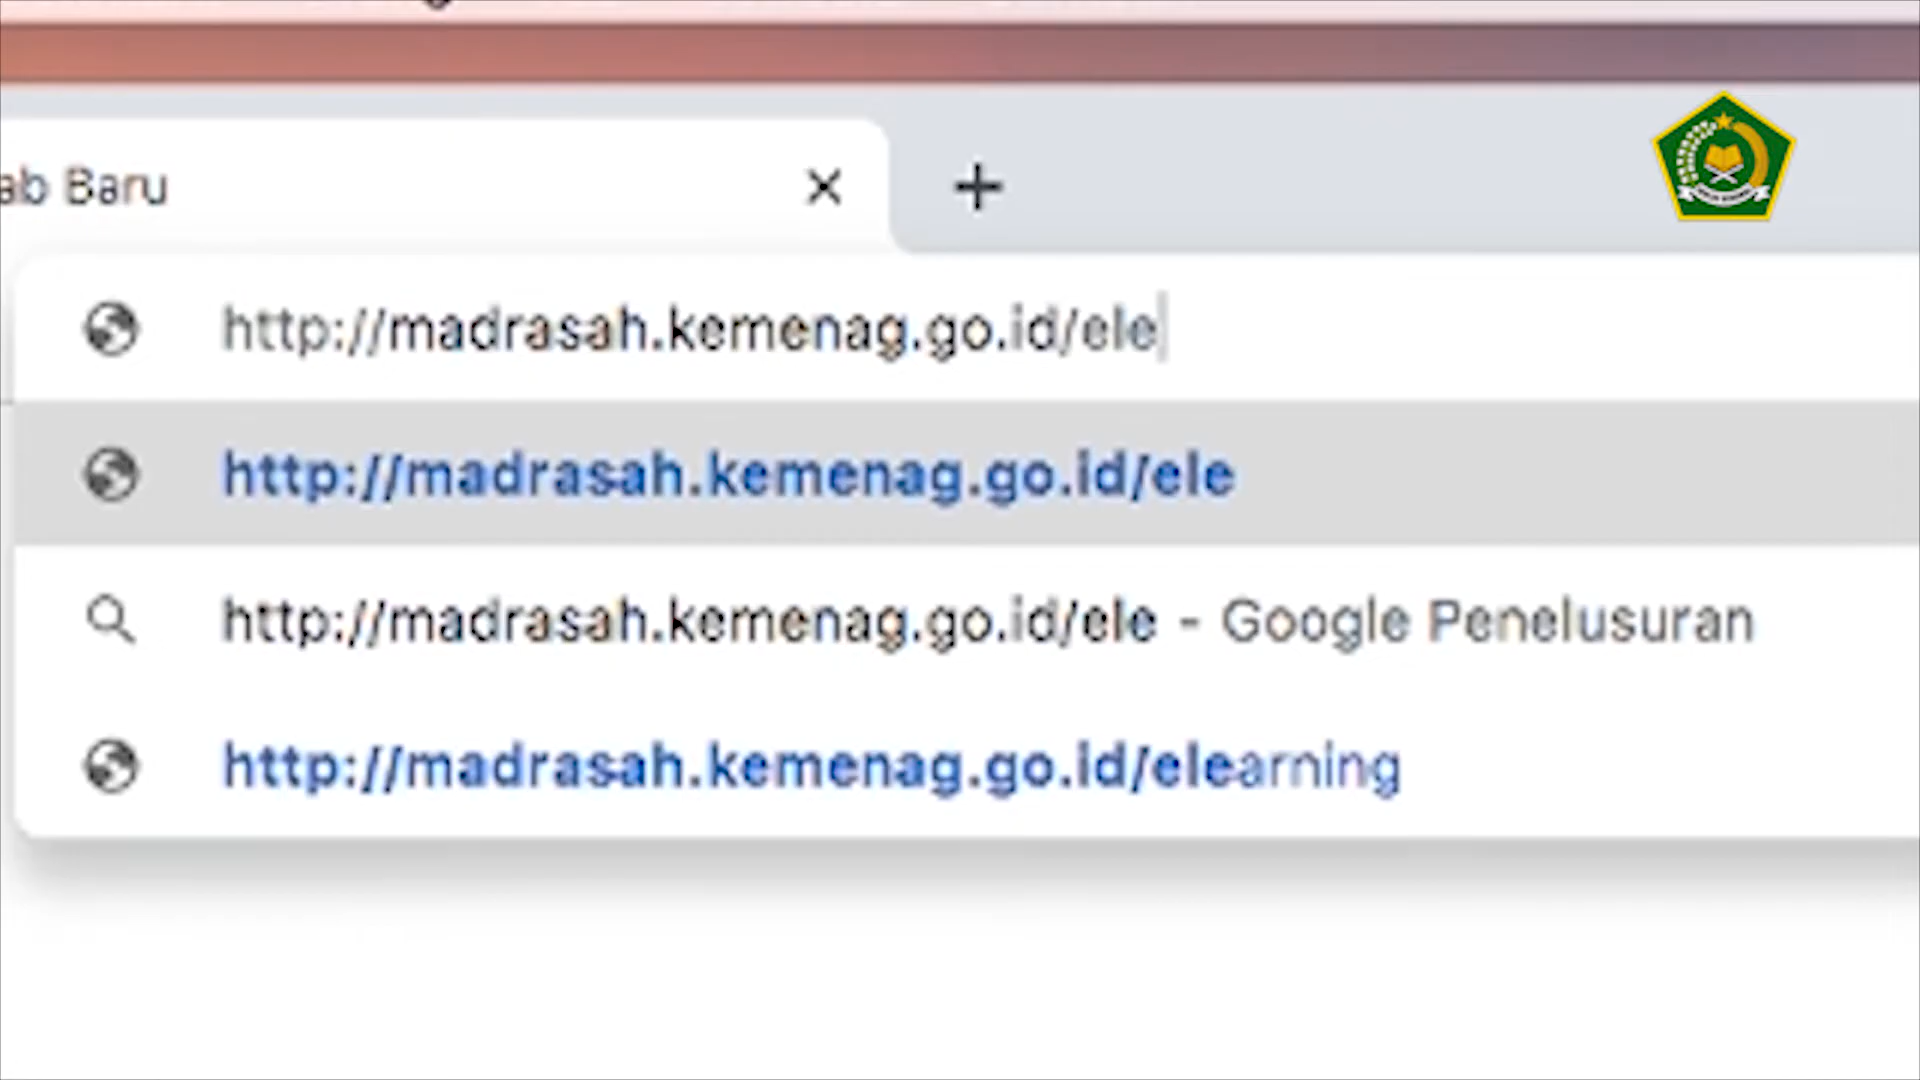 ab Baru
http://madrasah.kemenag.go.id/ele
http://madrasah.kemenag.go.id/ele
http://madrasah.kemenag.go.id/ele - Google Penelusuran
http://madrasah.kemenag.go.id/elearning